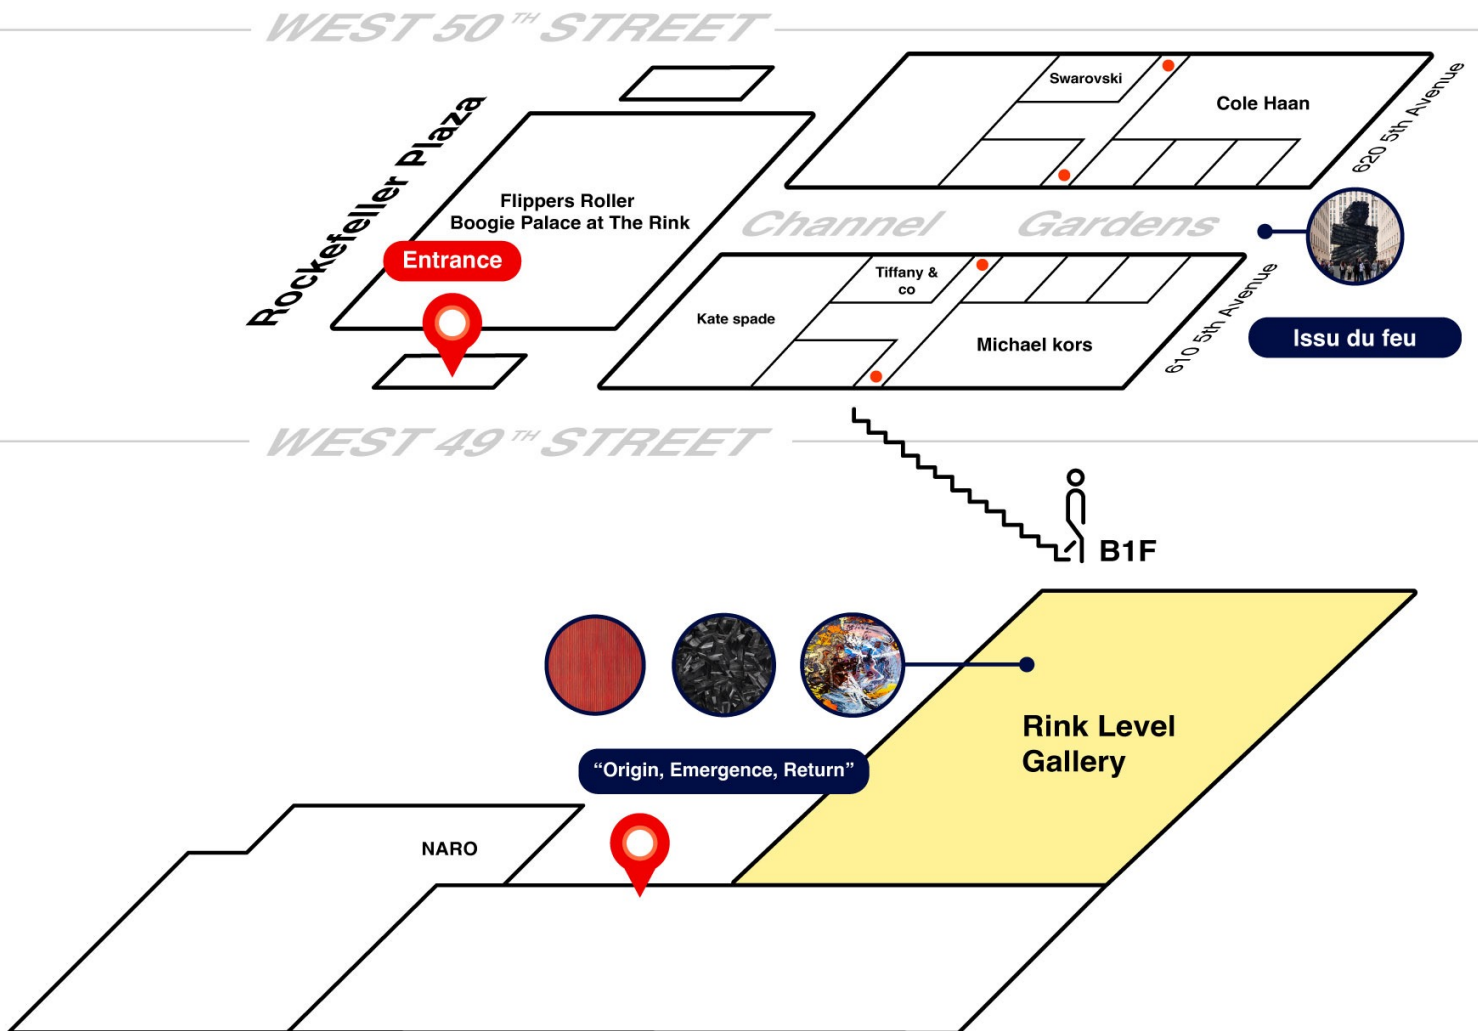 WEST 50TH STREET
Rockefeller Plaza
Swarovski
Cole Haan
620 5th Avenue
Flippers Roller
Boogie Palace at The Rink
Entrance
Channel Gardens
Tiffany &
co
Kate spade
Michael kors
610 5th Avenue
Issu du feu
WEST 49TH STREET
B1F
Rink Level
Gallery
“Origin, Emergence, Return”
NARO